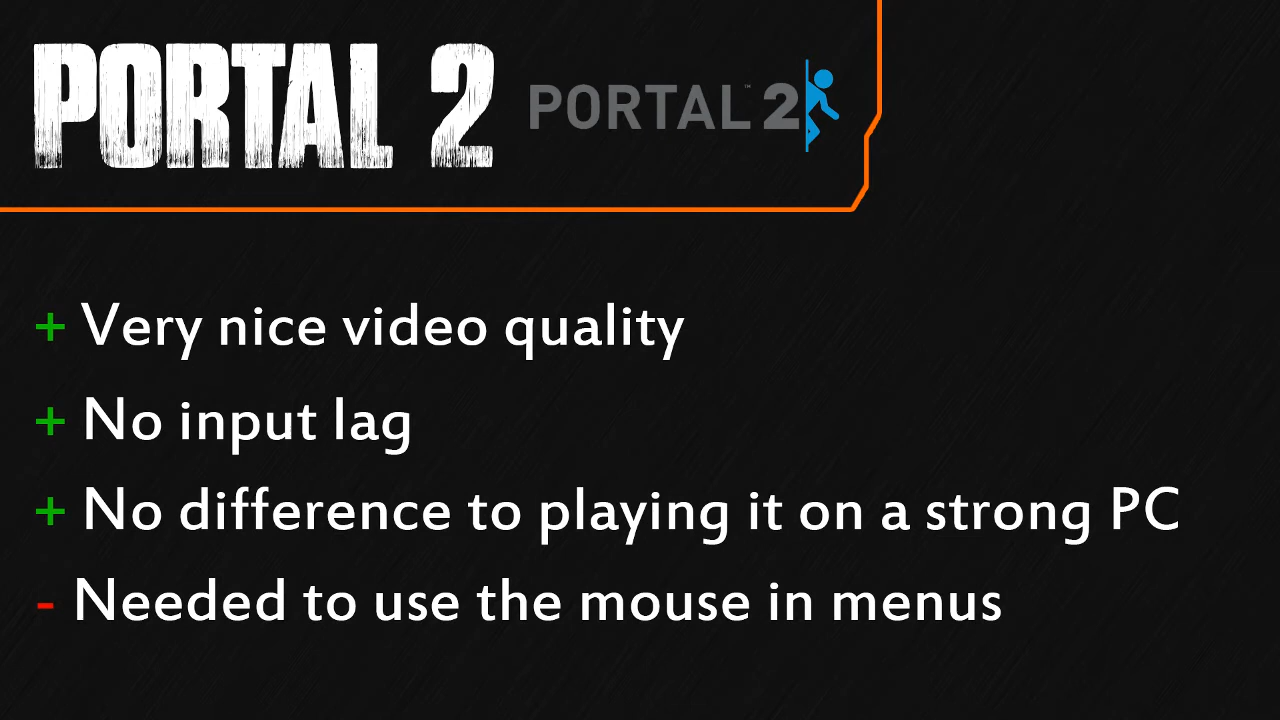 PORTAL 2 PORTAL™ 2
+ Very nice video quality
+ No input lag
+ No difference to playing it on a strong PC
- Needed to use the mouse in menus